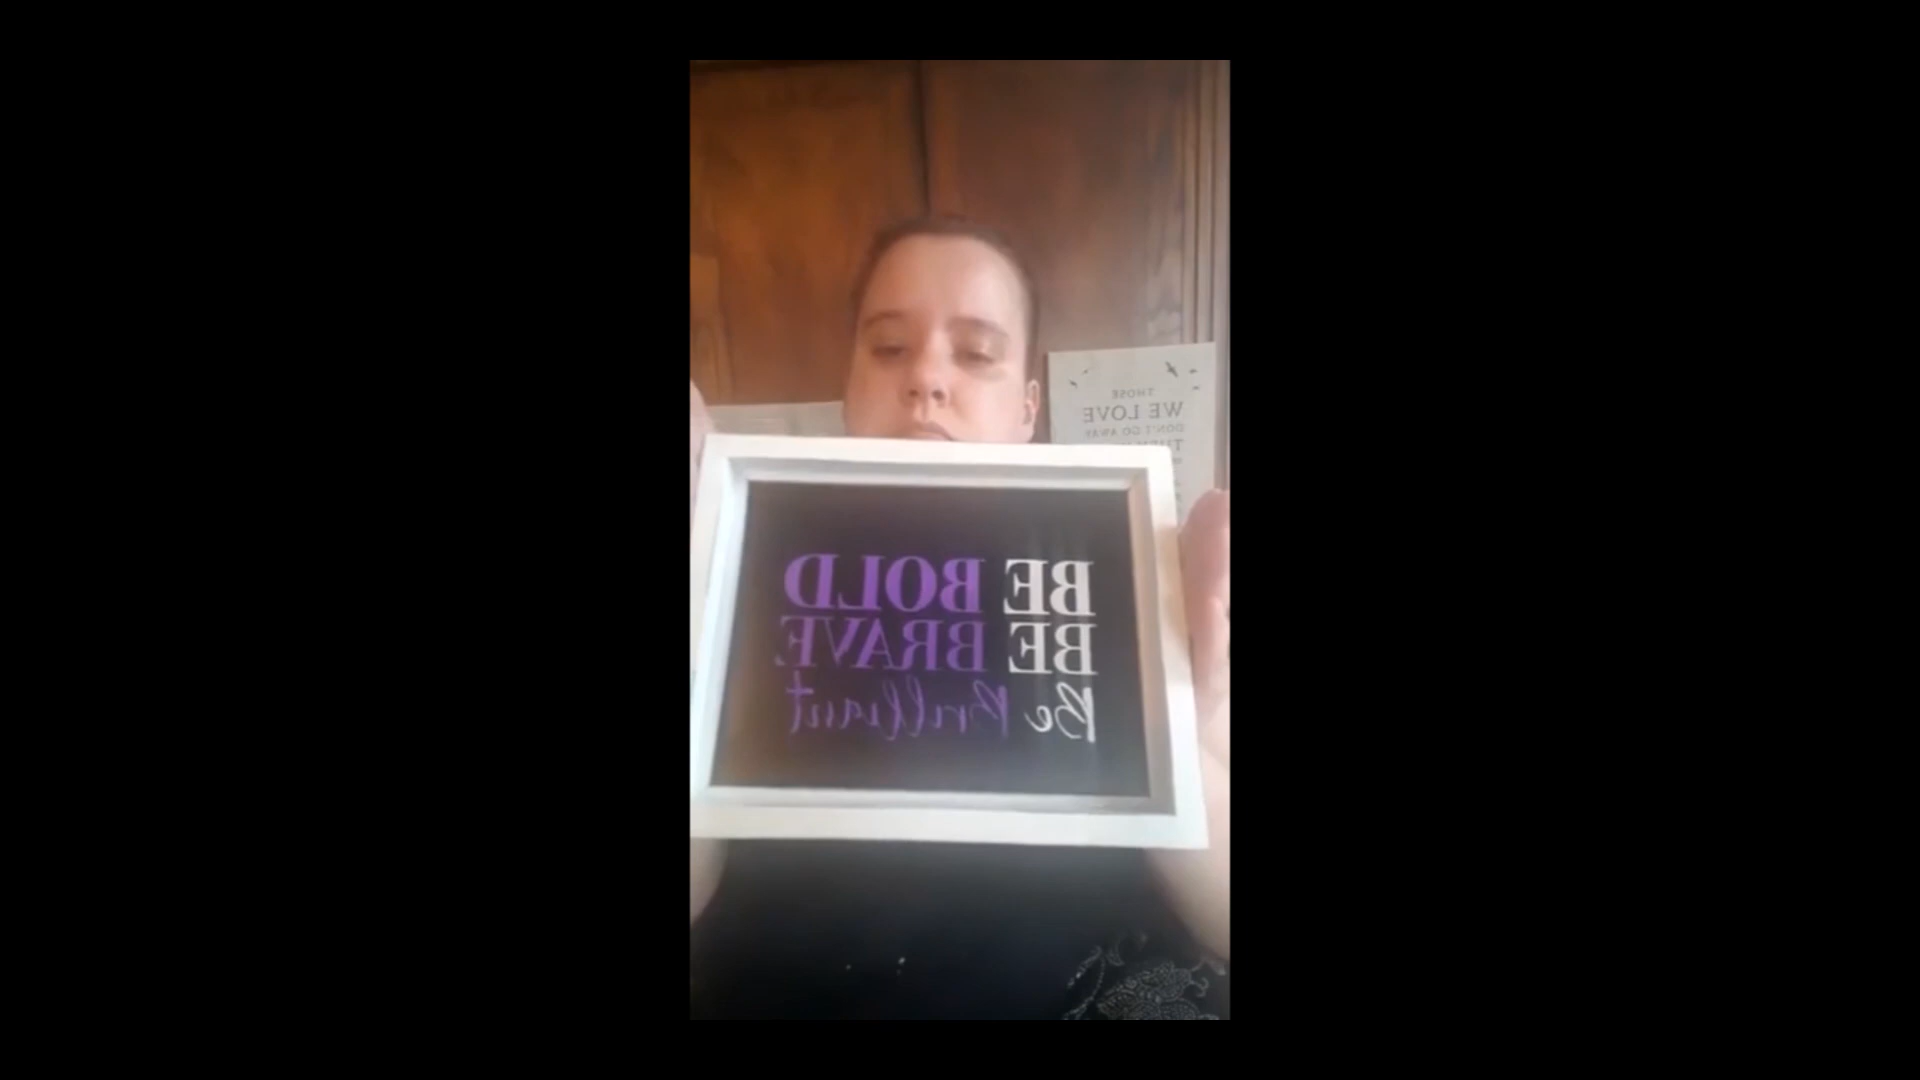 THOSE
WE LOVE
DON'T GO AWAY
BE BOLD
BE BRAVE
Be Brilliant